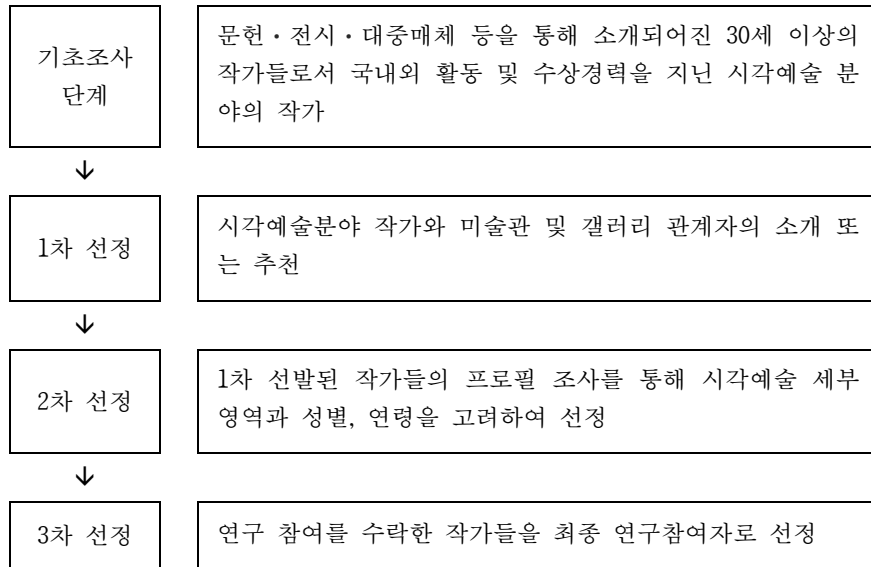 기초조사
단계
문헌・전시・대중매체 등을 통해 소개되어진 30세 이상의
작가들로서 국내외 활동 및 수상경력을 지닌 시각예술 분
야의 작가
↓
1차 선정
시각예술분야 작가와 미술관 및 갤러리 관계자의 소개 또
는 추천
↓
2차 선정
1차 선발된 작가들의 프로필 조사를 통해 시각예술 세부
영역과 성별, 연령을 고려하여 선정
↓
3차 선정
연구 참여를 수락한 작가들을 최종 연구참여자로 선정